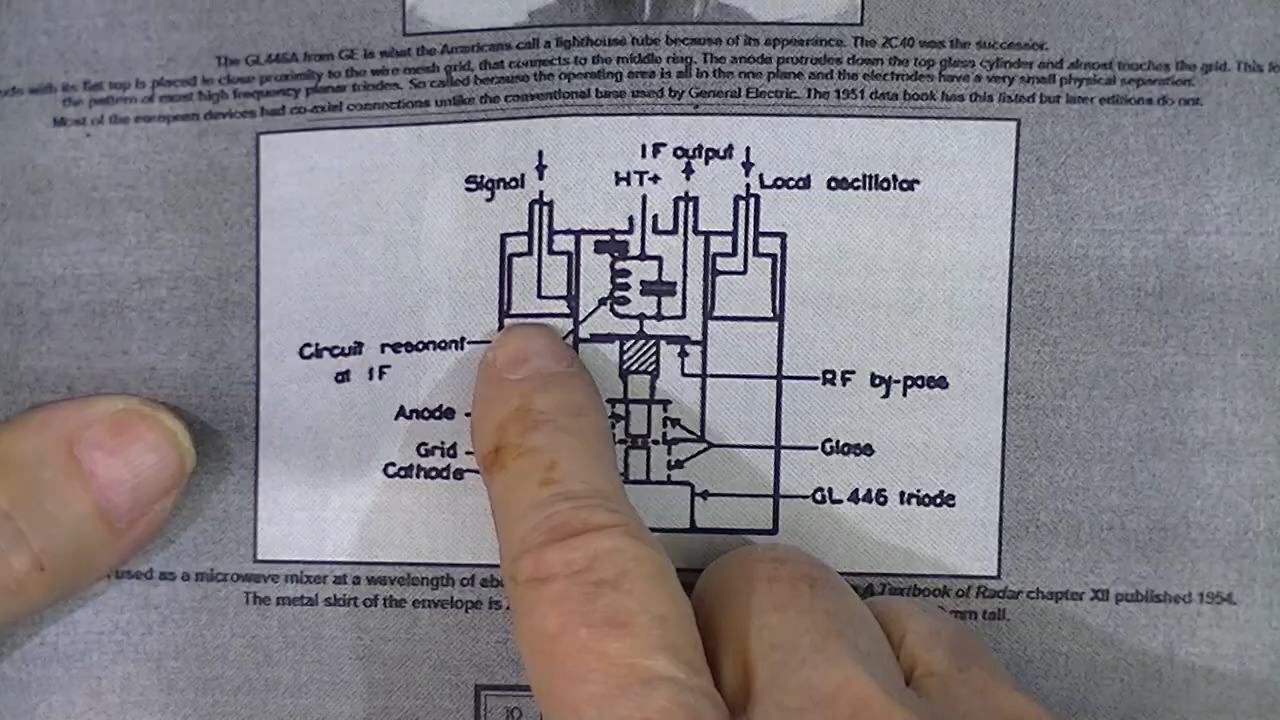 The GL446A from GE is what the Americans call a lighthouse tube because of its appearance. The 2C40 was the successor.
with its flat top is placed in close proximity to the wire mesh grid, that connects to the middle ring. The anode protrudes down the top glass cylinder and almost touches the grid. This
the pattern of most high frequency planar triodes. So called because the operating area is all in the one plane and the electrodes have a very small physical separation.
Most of the european devices had co-axial connections unlike the conventional base used by General Electric. The 1951 data book has this listed but later editions do not.
IF output
Signal HT+ Local oscillator
Circuit resonant
at IF
RF by-pass
Anode
Grid
Glass
Cathode
GL 446 triode
used as a microwave mixer at a wavelength of A Textbook of Radar chapter XII published 1954.
The metal skirt of the envelope is mm tall.
10